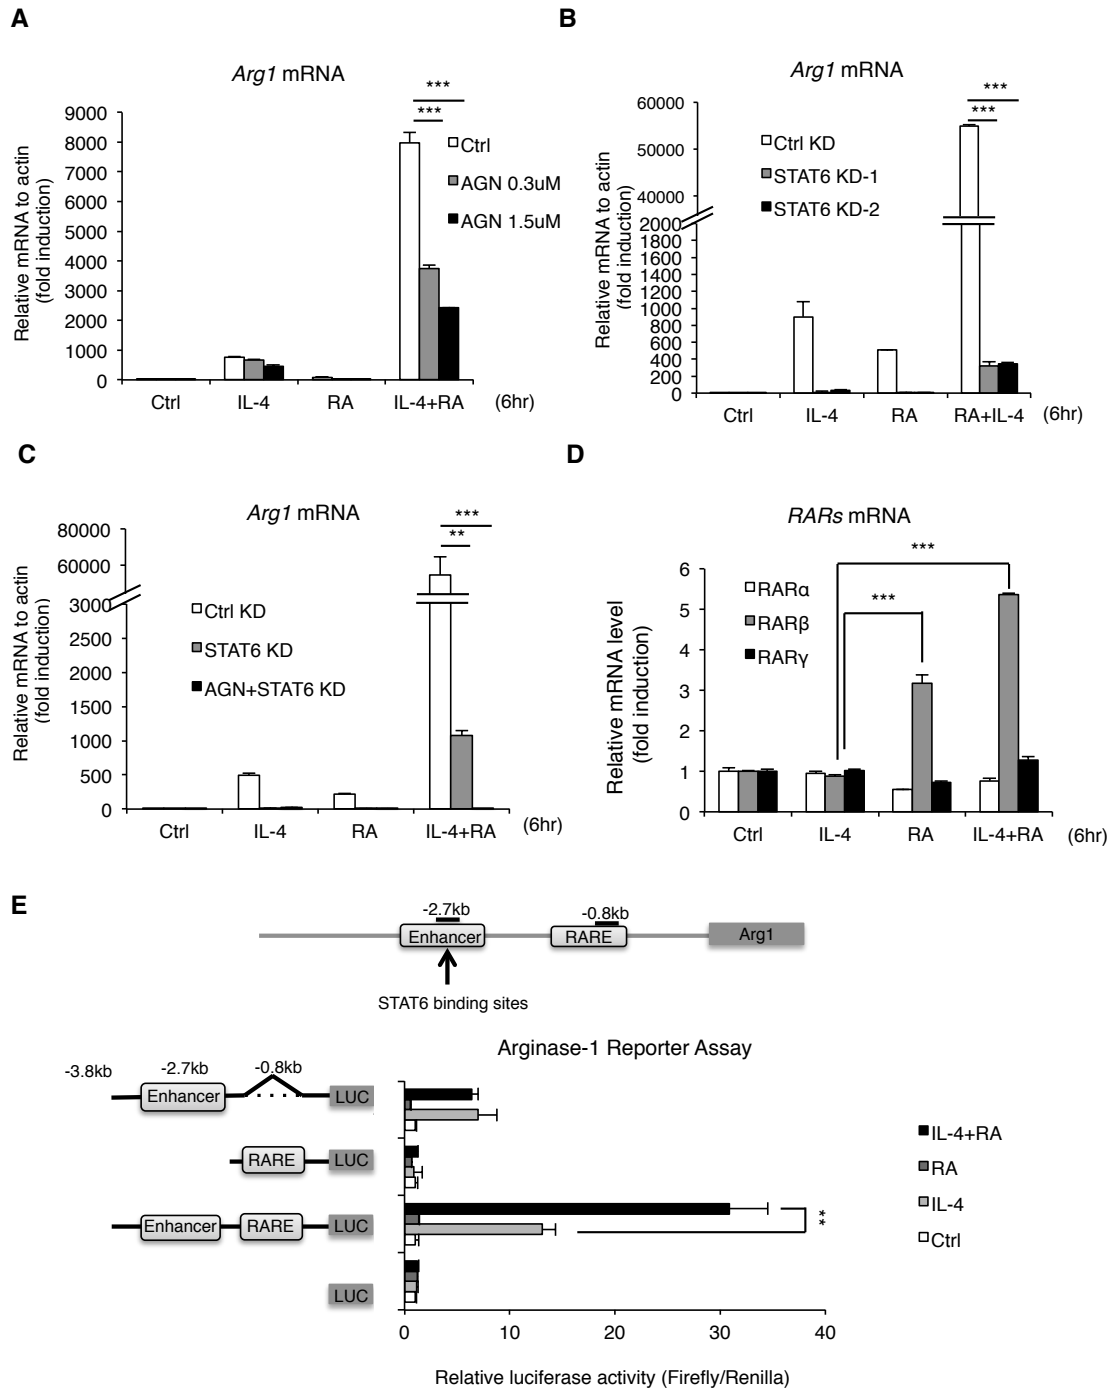 A
Arg1 mRNA
***
***
Relative mRNA to actin
(fold induction)
9000
8000
7000
6000
5000
4000
3000
2000
1000
0
Ctrl
AGN 0.3uM
AGN 1.5uM
Ctrl IL-4 RA IL-4+RA (6hr)
B
Arg1 mRNA
***
***
Relative mRNA to actin
(fold induction)
60000
50000
40000
2000
1800
1600
1400
1200
1000
800
600
400
200
0
Ctrl KD
STAT6 KD-1
STAT6 KD-2
Ctrl IL-4 RA RA+IL-4 (6hr)
C
Arg1 mRNA
***
**
Relative mRNA to actin
(fold induction)
80000
60000
3000
2500
2000
1500
1000
500
0
Ctrl KD
STAT6 KD
AGN+STAT6 KD
Ctrl IL-4 RA IL-4+RA (6hr)
D
RARs mRNA
***
***
Relative mRNA level
(fold induction)
6
5
4
3
2
1
0
RARα
RARβ
RARγ
Ctrl IL-4 RA IL-4+RA (6hr)
E
-2.7kb -0.8kb
Enhancer RARE Arg1
STAT6 binding sites
Arginase-1 Reporter Assay
-3.8kb -2.7kb -0.8kb
Enhancer LUC
RARE LUC
Enhancer RARE LUC
LUC
**
IL-4+RA
RA
IL-4
Ctrl
0 10 20 30 40
Relative luciferase activity (Firefly/Renilla)